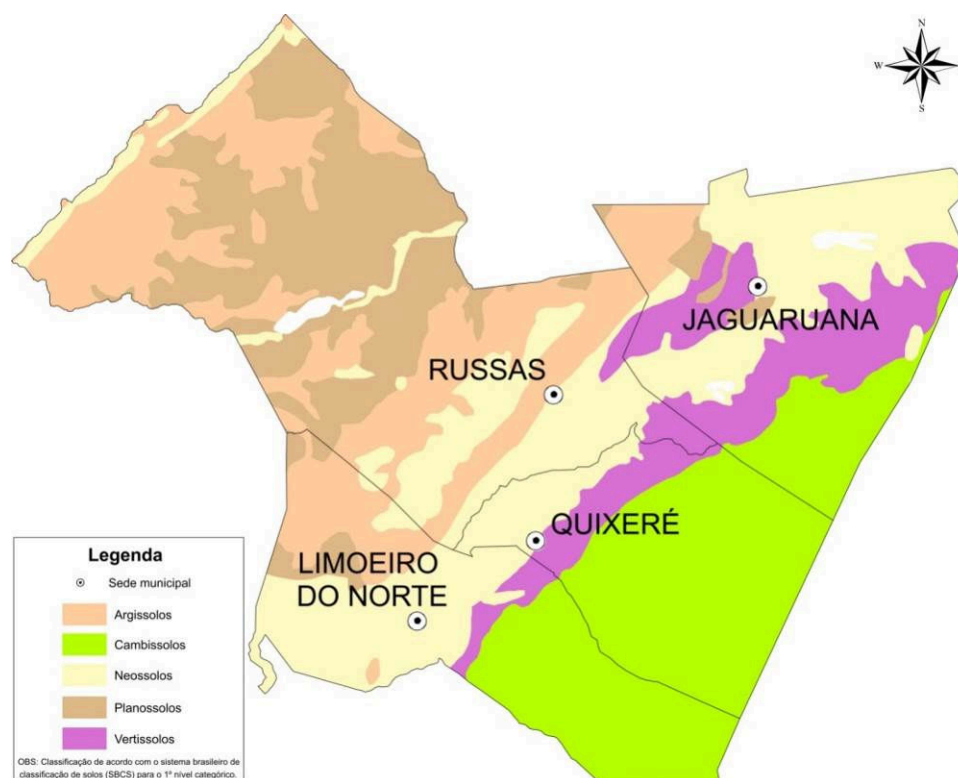 N
W
S
JAGUARUANA
RUSSAS
QUIXERÉ
LIMOEIRO
DO NORTE
Legenda
Sede municipal
Argissolos
Cambissolos
Neossolos
Planossolos
Vertissolos
OBS: Classificação de acordo com o sistema brasileiro de
classificação de solos (SBCS) para o 1º nível categórico.